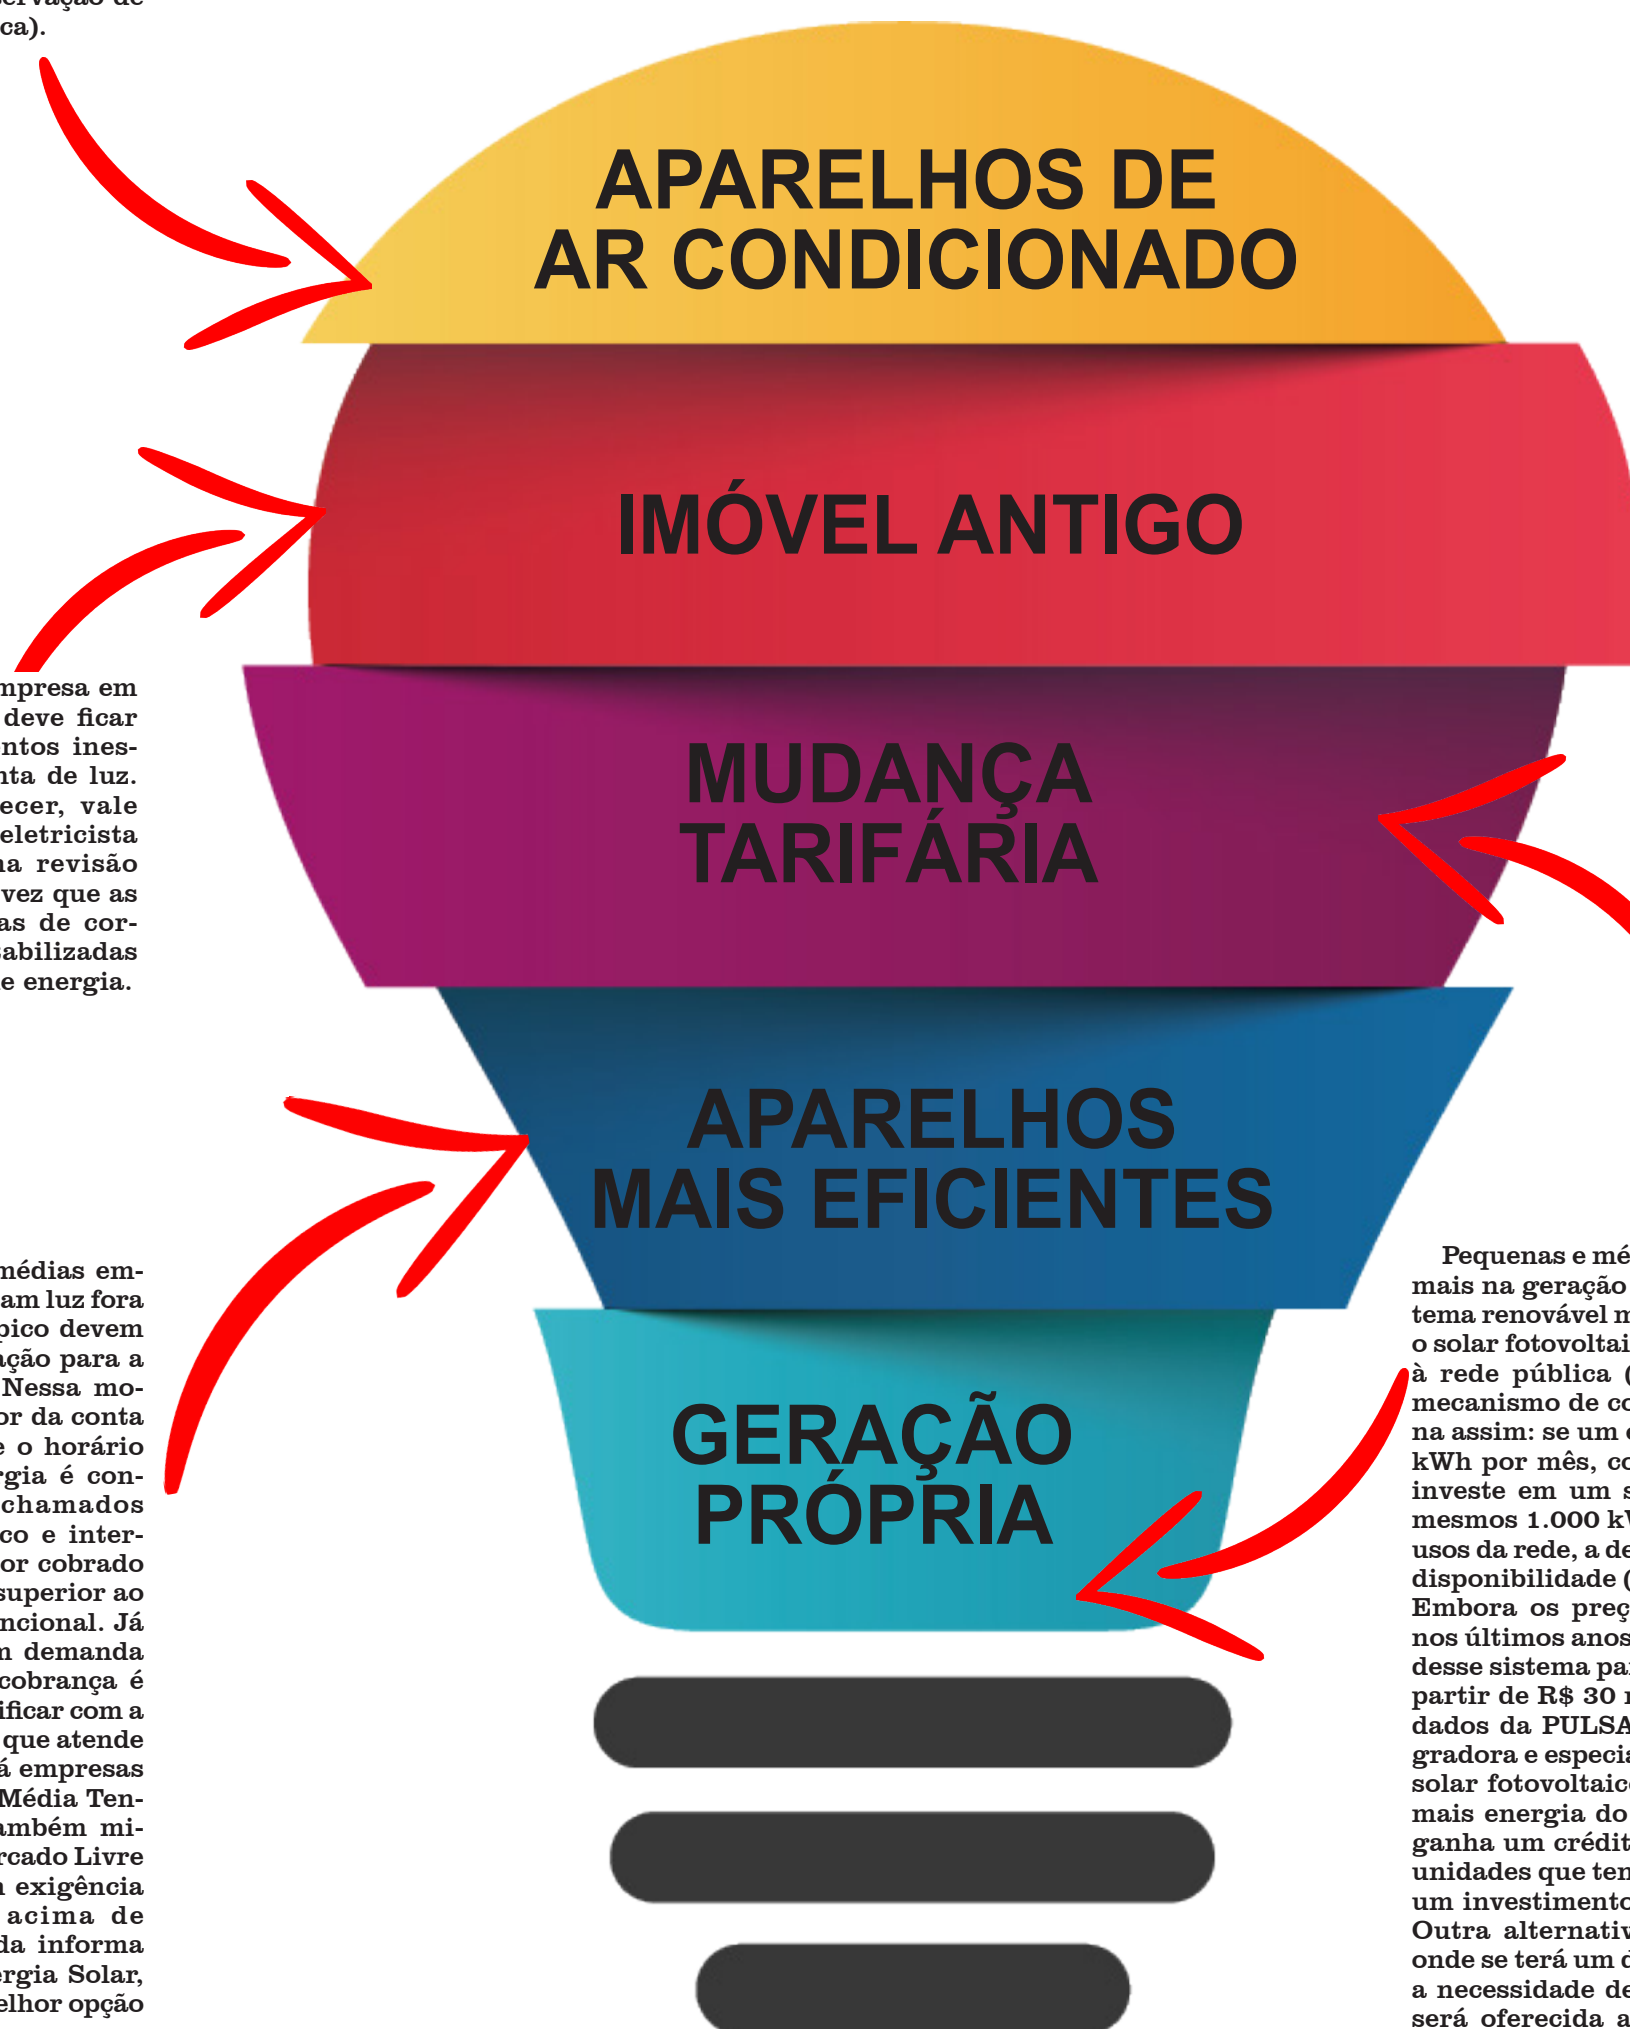 ca).
APARELHOS DE
AR CONDICIONADO
IMÓVEL ANTIGO
mpresa em
deve ficar
ntos ines-
nta de luz.
ecer, vale
eletricista
na revisão
vez que as
as de cor-
abilizadas
e energia.
MUDANÇA
TARIFÁRIA
APARELHOS
MAIS EFICIENTES
médias em-
am luz fora
pico devem
ação para a
Nessa mo-
or da conta
e o horário
rgia é con-
chamados
co e inter-
or cobrado
superior ao
ncional. Já
m demanda
cobrança é
ificar com a
que atende
á empresas
Média Ten-
ambém mi-
rcado Livre
n exigência
acima de
da informa
ergia Solar,
elhor opção
GERAÇÃO
PRÓPRIA
Pequenas e mé
mais na geração
tema renovável m
o solar fotovoltai
à rede pública (
mecanismo de co
na assim: se um e
kWh por mês, co
investe em um s
mesmos 1.000 kW
usos da rede, a de
disponibilidade (
Embora os preç
nos últimos anos
desse sistema par
partir de R$ 30 m
dados da PULSA
gradora e especia
solar fotovoltaico
mais energia do
ganha um crédit
unidades que ten
um investimento
Outra alternativ
onde se terá um d
a necessidade de
será oferecida a